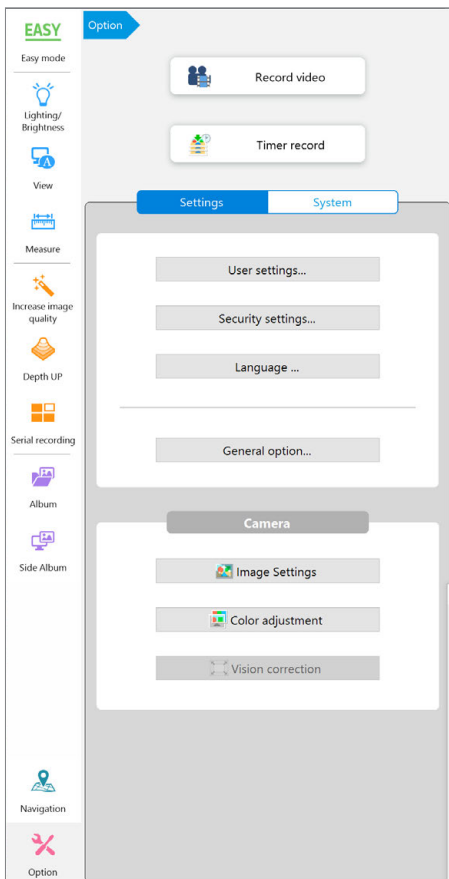 EASY
Easy mode
Lighting/
Brightness
View
Measure
Increase image
quality
Depth UP
Serial recording
Album
Side Album
Navigation
Option
Option
Record video
Timer record
Settings
System
User settings...
Security settings...
Language ...
General option...
Camera
Image Settings
Color adjustment
Vision correction